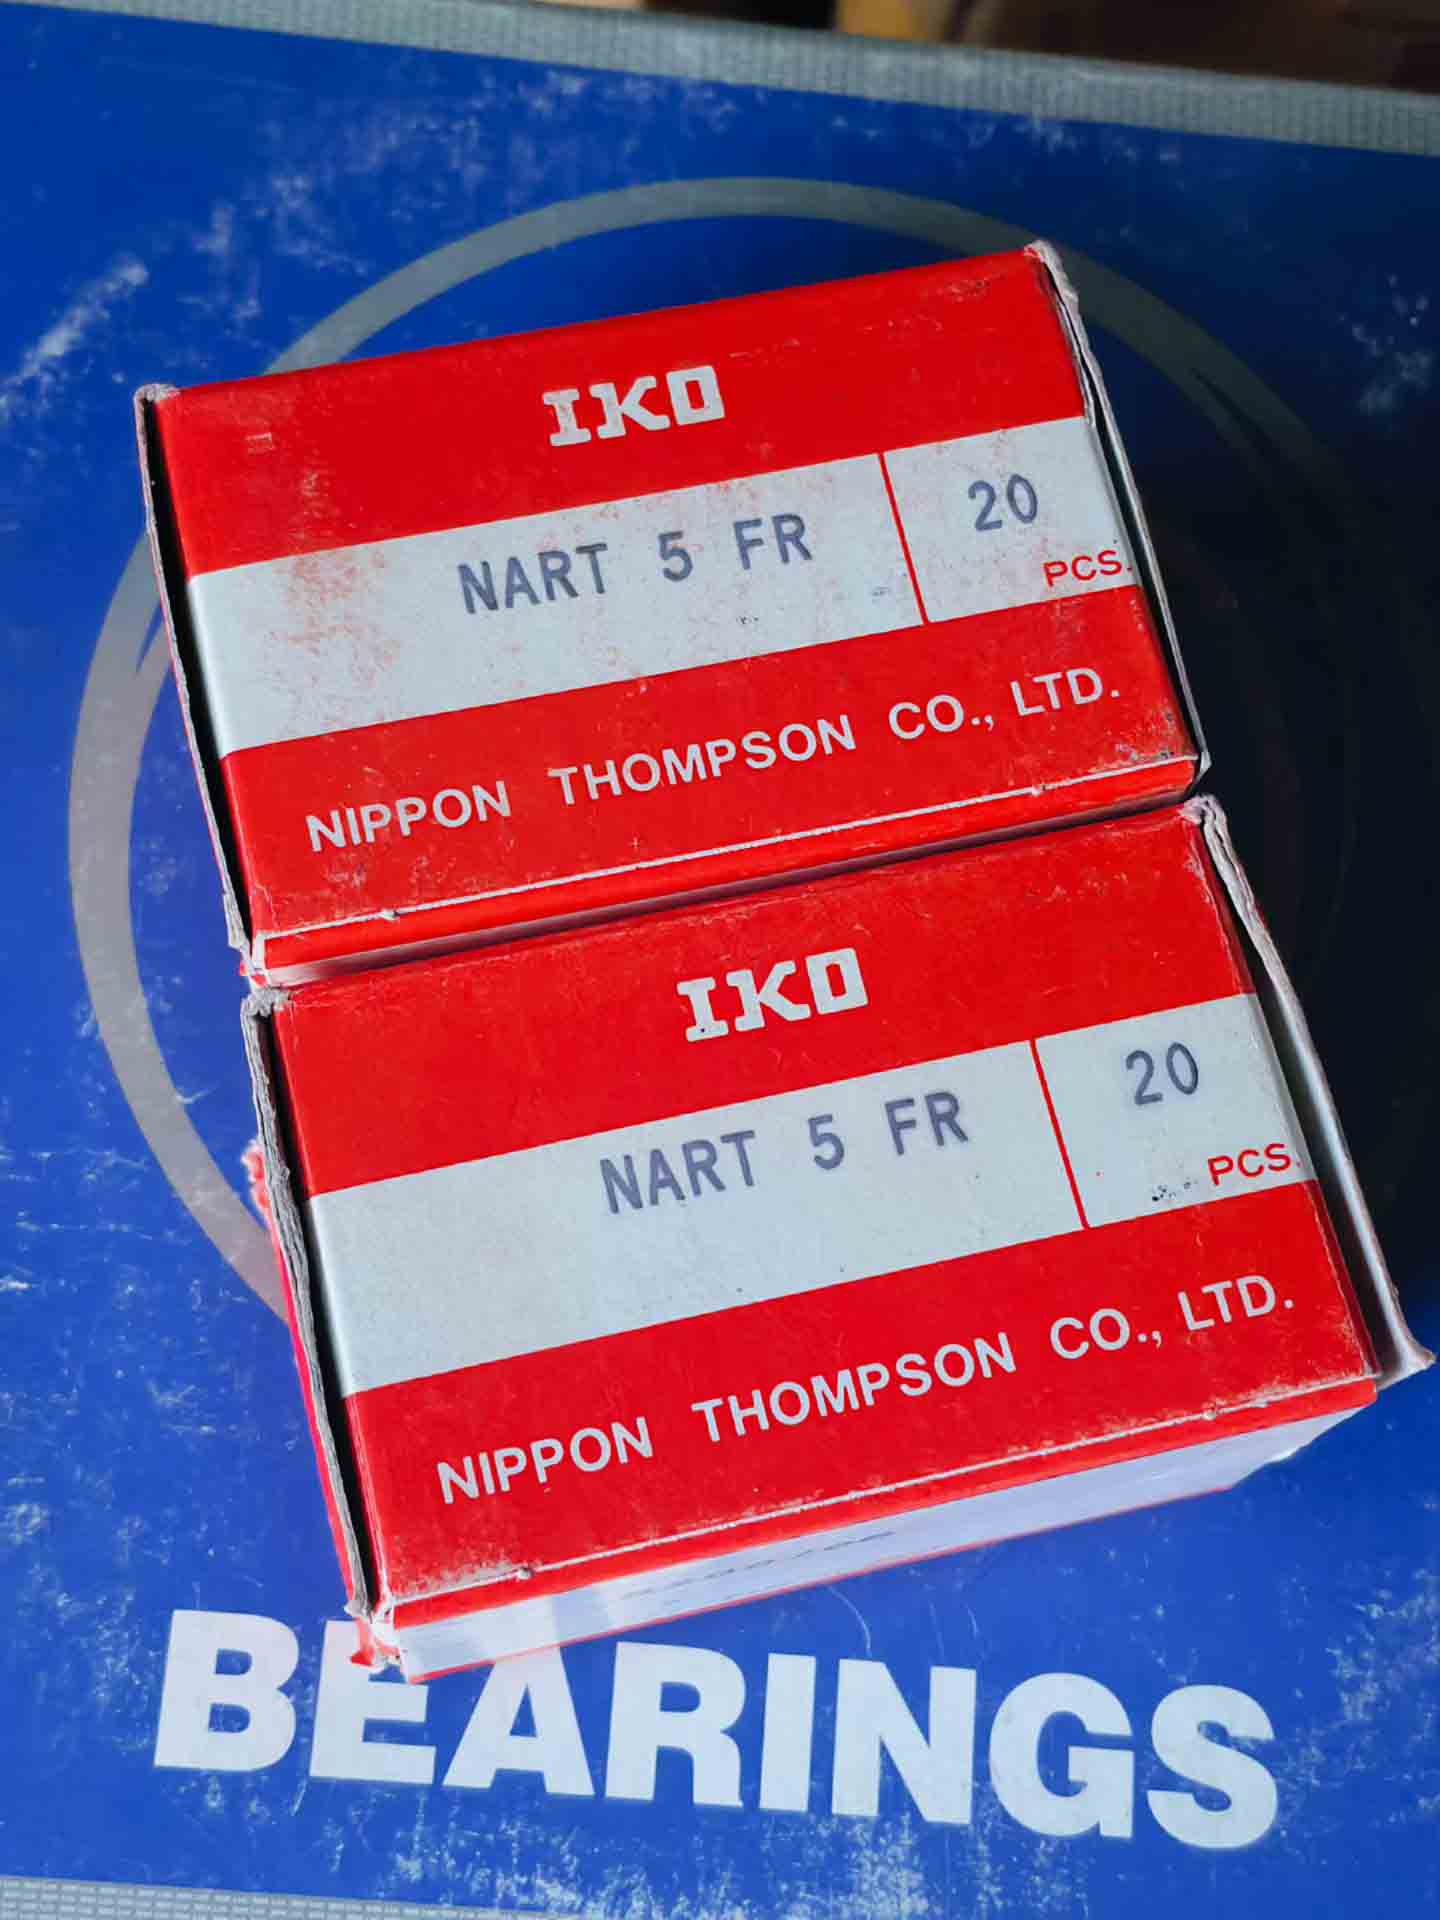 IKO
NART 5 FR
20
PCS.
NIPPON THOMPSON CO., LTD.
IKO
NART 5 FR
20
PCS.
NIPPON THOMPSON CO., LTD.
BEARINGS